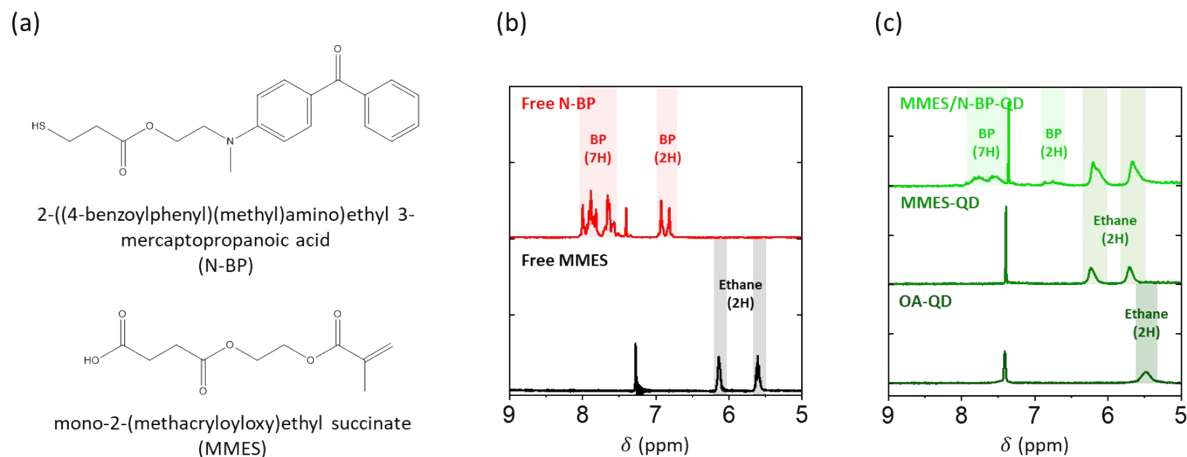 (a)
O
HS
O
O
N
2-((4-benzoylphenyl)(methyl)amino)ethyl 3-
mercaptopropanoic acid
(N-BP)
O
O
HO
O
O
O
mono-2-(methacryloyloxy)ethyl succinate
(MMES)
(b)
Free N-BP
BP
(7H)
BP
(2H)
Free MMES
Ethane
(2H)
9 8 7 6 5
δ (ppm)
(c)
MMES/N-BP-QD
BP
(7H)
BP
(2H)
MMES-QD
Ethane
(2H)
OA-QD
Ethane
(2H)
9 8 7 6 5
δ (ppm)